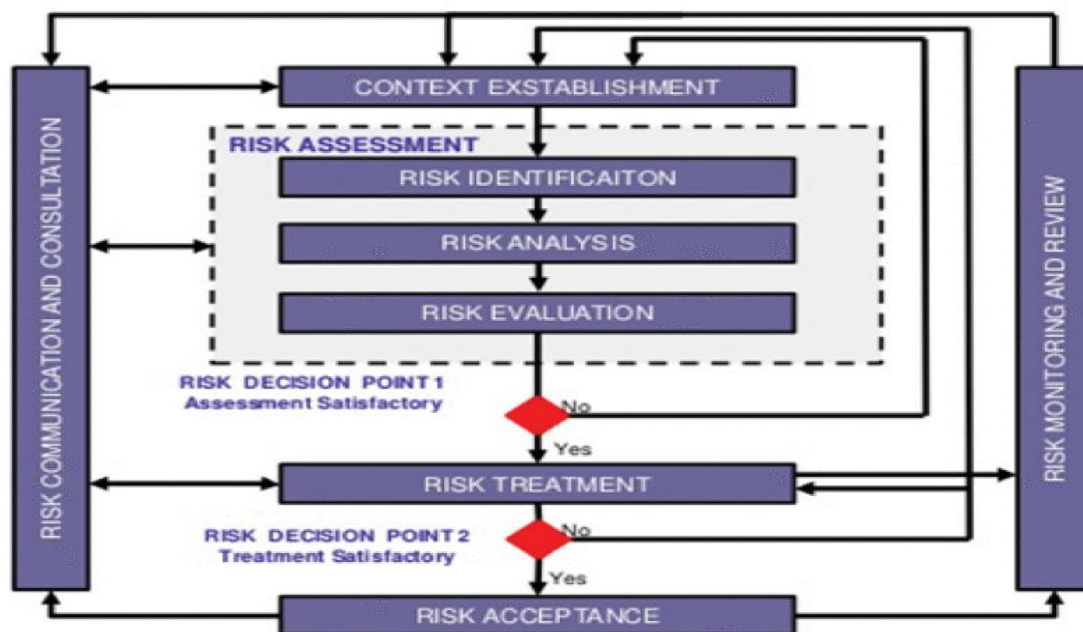 CONTEXT EXSTABLISHMENT
RISK ASSESSMENT
RISK IDENTIFICAITON
RISK ANALYSIS
RISK EVALUATION
RISK DECISION POINT 1
Assessment Satisfactory
No
Yes
RISK TREATMENT
RISK DECISION POINT 2
Treatment Satisfactory
No
Yes
RISK ACCEPTANCE
RISK COMMUNICATION AND CONSULTATION
RISK MONITORING AND REVIEW